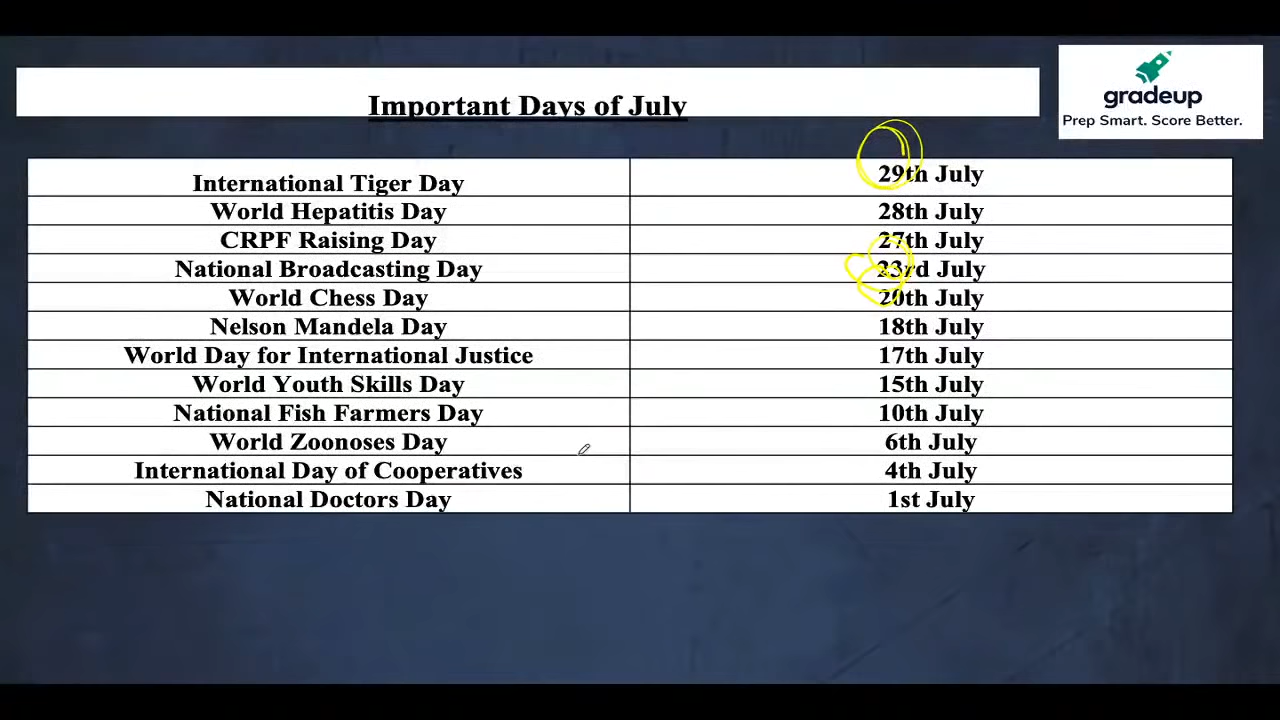 Important Days of July
gradeup
Prep Smart. Score Better.
International Tiger Day 29th July
World Hepatitis Day 28th July
CRPF Raising Day 27th July
National Broadcasting Day 23rd July
World Chess Day 20th July
Nelson Mandela Day 18th July
World Day for International Justice 17th July
World Youth Skills Day 15th July
National Fish Farmers Day 10th July
World Zoonoses Day 6th July
International Day of Cooperatives 4th July
National Doctors Day 1st July